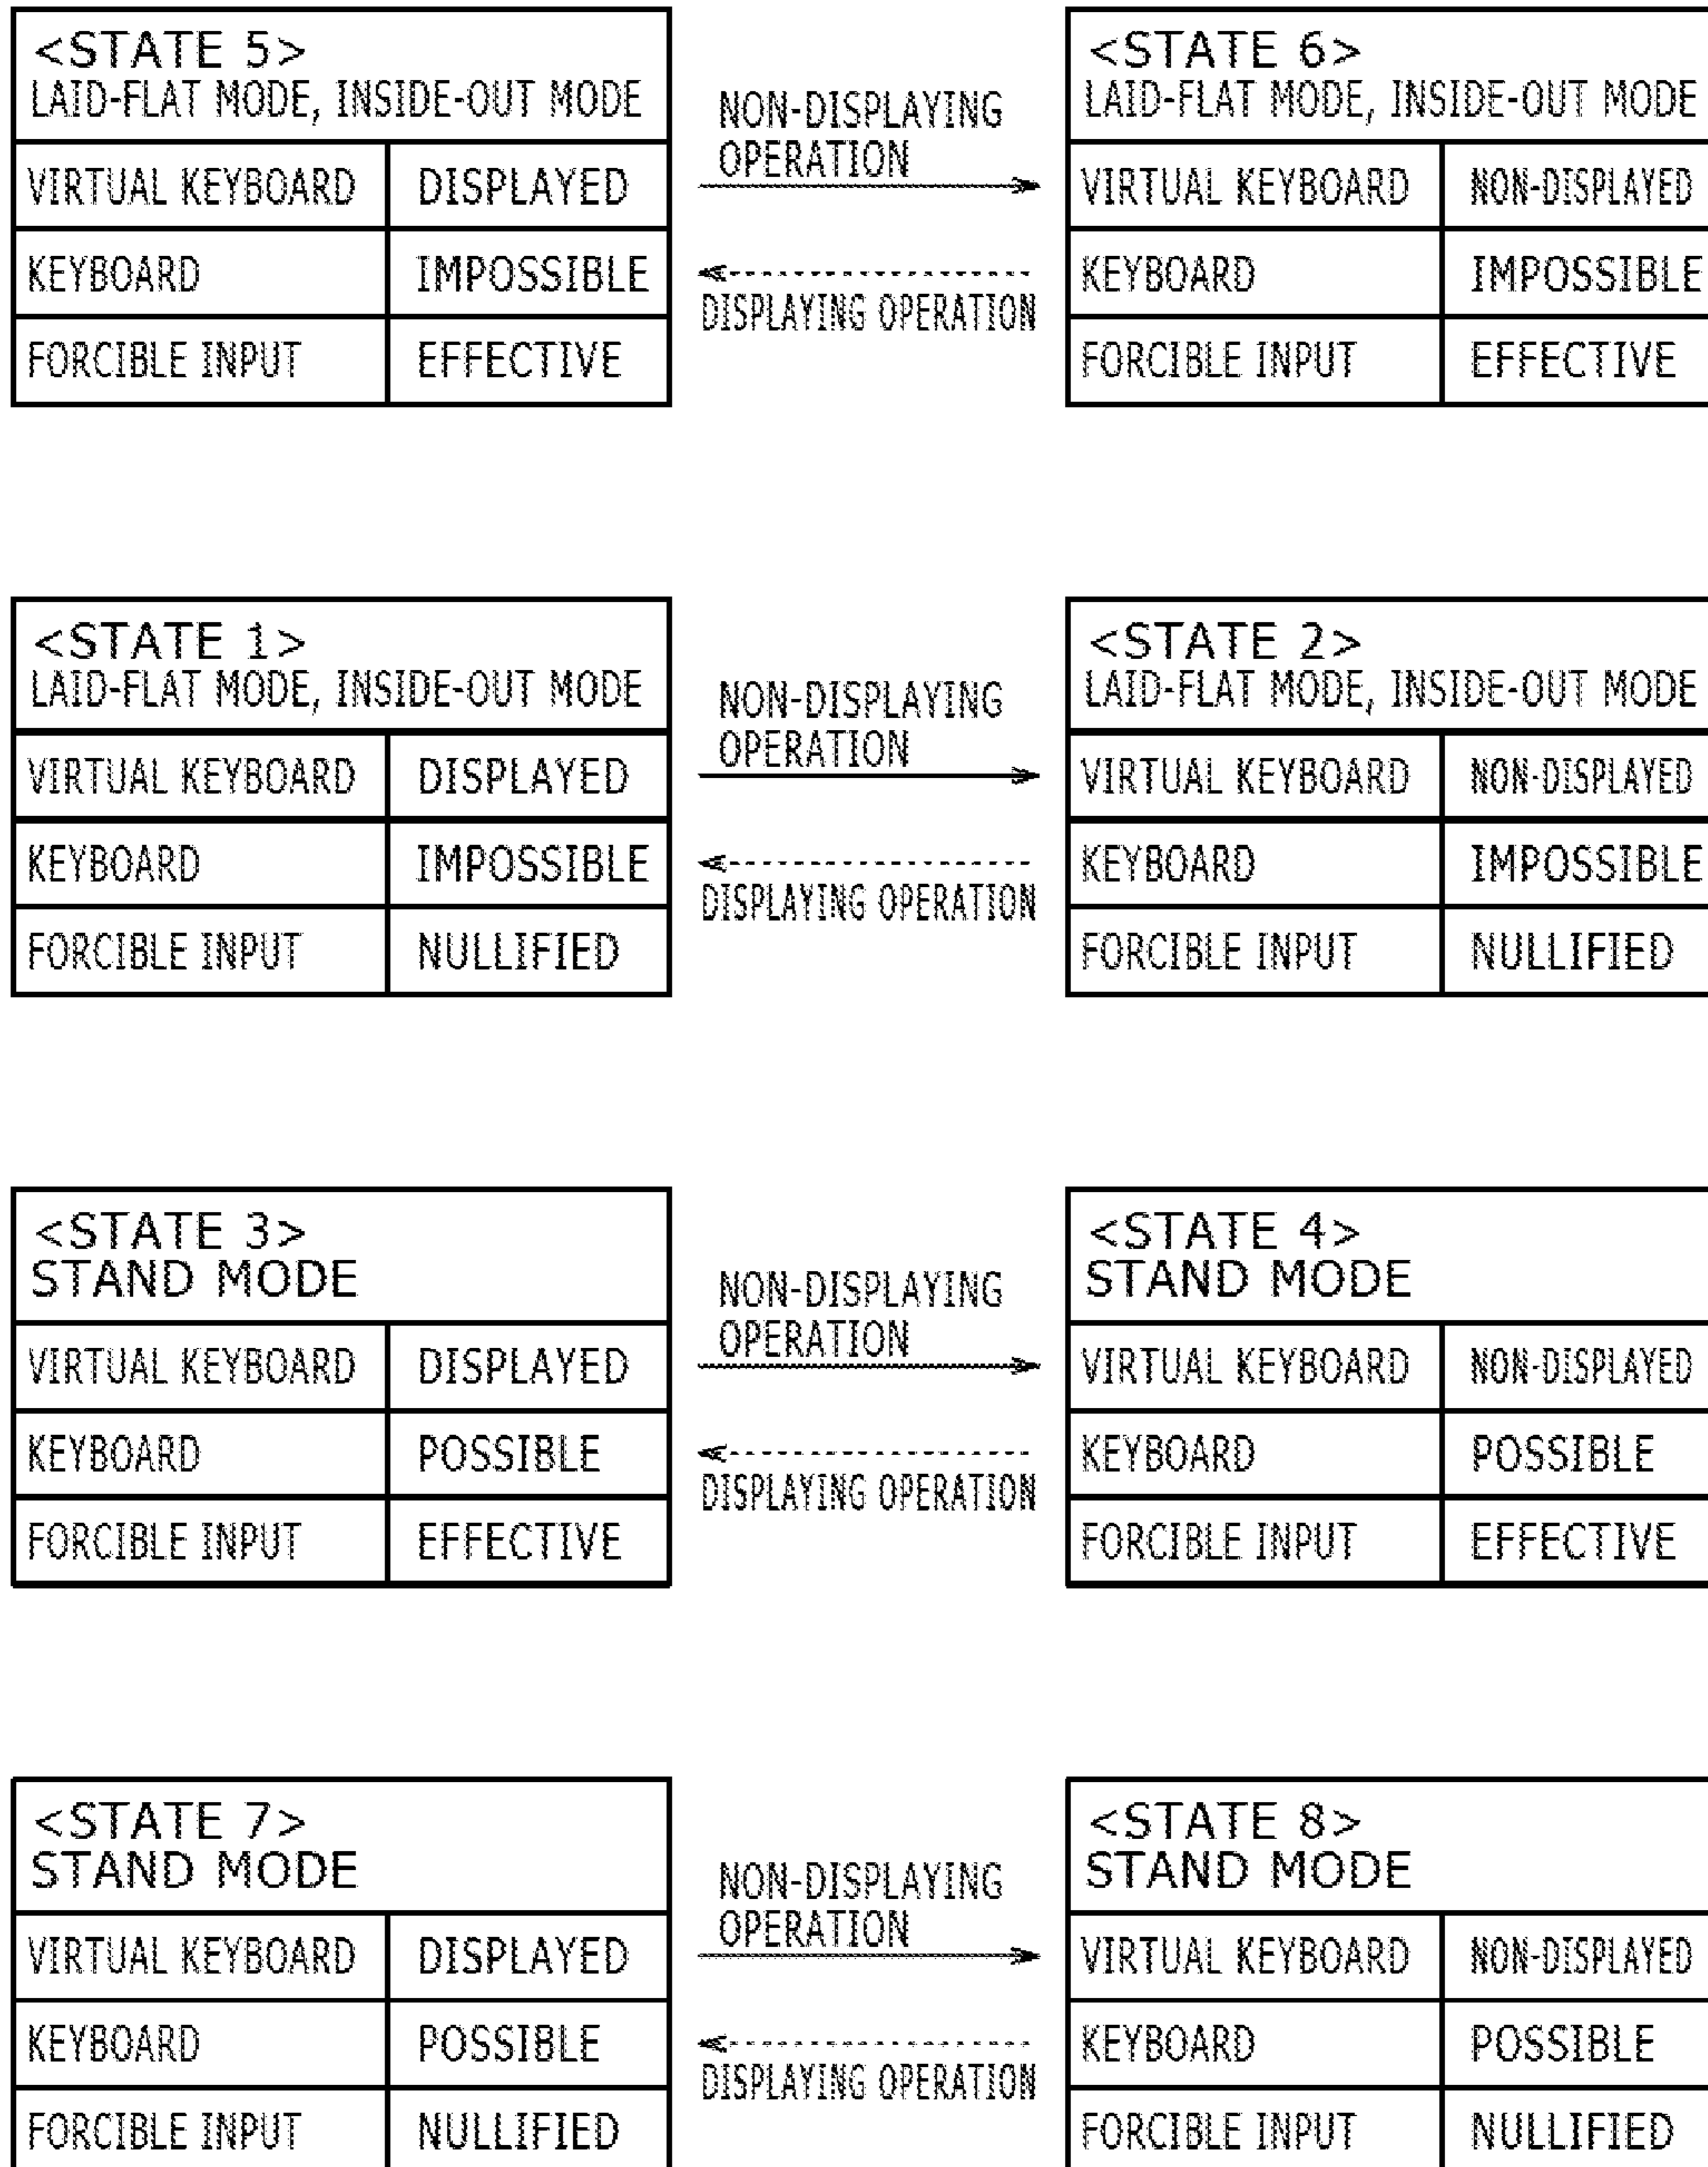 <STATE 5>
LAID-FLAT MODE, INSIDE-OUT MODE
VIRTUAL KEYBOARD DISPLAYED
KEYBOARD IMPOSSIBLE
FORCIBLE INPUT EFFECTIVE
NON-DISPLAYING
OPERATION
DISPLAYING OPERATION
<STATE 6>
LAID-FLAT MODE, INSIDE-OUT MODE
VIRTUAL KEYBOARD NON-DISPLAYED
KEYBOARD IMPOSSIBLE
FORCIBLE INPUT EFFECTIVE
<STATE 1>
LAID-FLAT MODE, INSIDE-OUT MODE
VIRTUAL KEYBOARD DISPLAYED
KEYBOARD IMPOSSIBLE
FORCIBLE INPUT NULLIFIED
NON-DISPLAYING
OPERATION
DISPLAYING OPERATION
<STATE 2>
LAID-FLAT MODE, INSIDE-OUT MODE
VIRTUAL KEYBOARD NON-DISPLAYED
KEYBOARD IMPOSSIBLE
FORCIBLE INPUT NULLIFIED
<STATE 3>
STAND MODE
VIRTUAL KEYBOARD DISPLAYED
KEYBOARD POSSIBLE
FORCIBLE INPUT EFFECTIVE
NON-DISPLAYING
OPERATION
DISPLAYING OPERATION
<STATE 4>
STAND MODE
VIRTUAL KEYBOARD NON-DISPLAYED
KEYBOARD POSSIBLE
FORCIBLE INPUT EFFECTIVE
<STATE 7>
STAND MODE
VIRTUAL KEYBOARD DISPLAYED
KEYBOARD POSSIBLE
FORCIBLE INPUT NULLIFIED
NON-DISPLAYING
OPERATION
DISPLAYING OPERATION
<STATE 8>
STAND MODE
VIRTUAL KEYBOARD NON-DISPLAYED
KEYBOARD POSSIBLE
FORCIBLE INPUT NULLIFIED